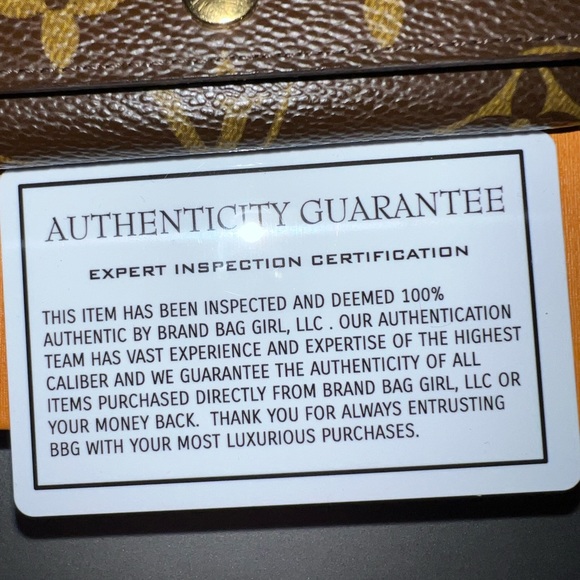 AUTHENTICITY GUARANTEE
EXPERT INSPECTION CERTIFICATION
THIS ITEM HAS BEEN INSPECTED AND DEEMED 100%
AUTHENTIC BY BRAND BAG GIRL, LLC . OUR AUTHENTICATION
TEAM HAS VAST EXPERIENCE AND EXPERTISE OF THE HIGHEST
CALIBER AND WE GUARANTEE THE AUTHENTICITY OF ALL
ITEMS PURCHASED DIRECTLY FROM BRAND BAG GIRL, LLC OR
YOUR MONEY BACK. THANK YOU FOR ALWAYS ENTRUSTING
BBG WITH YOUR MOST LUXURIOUS PURCHASES.